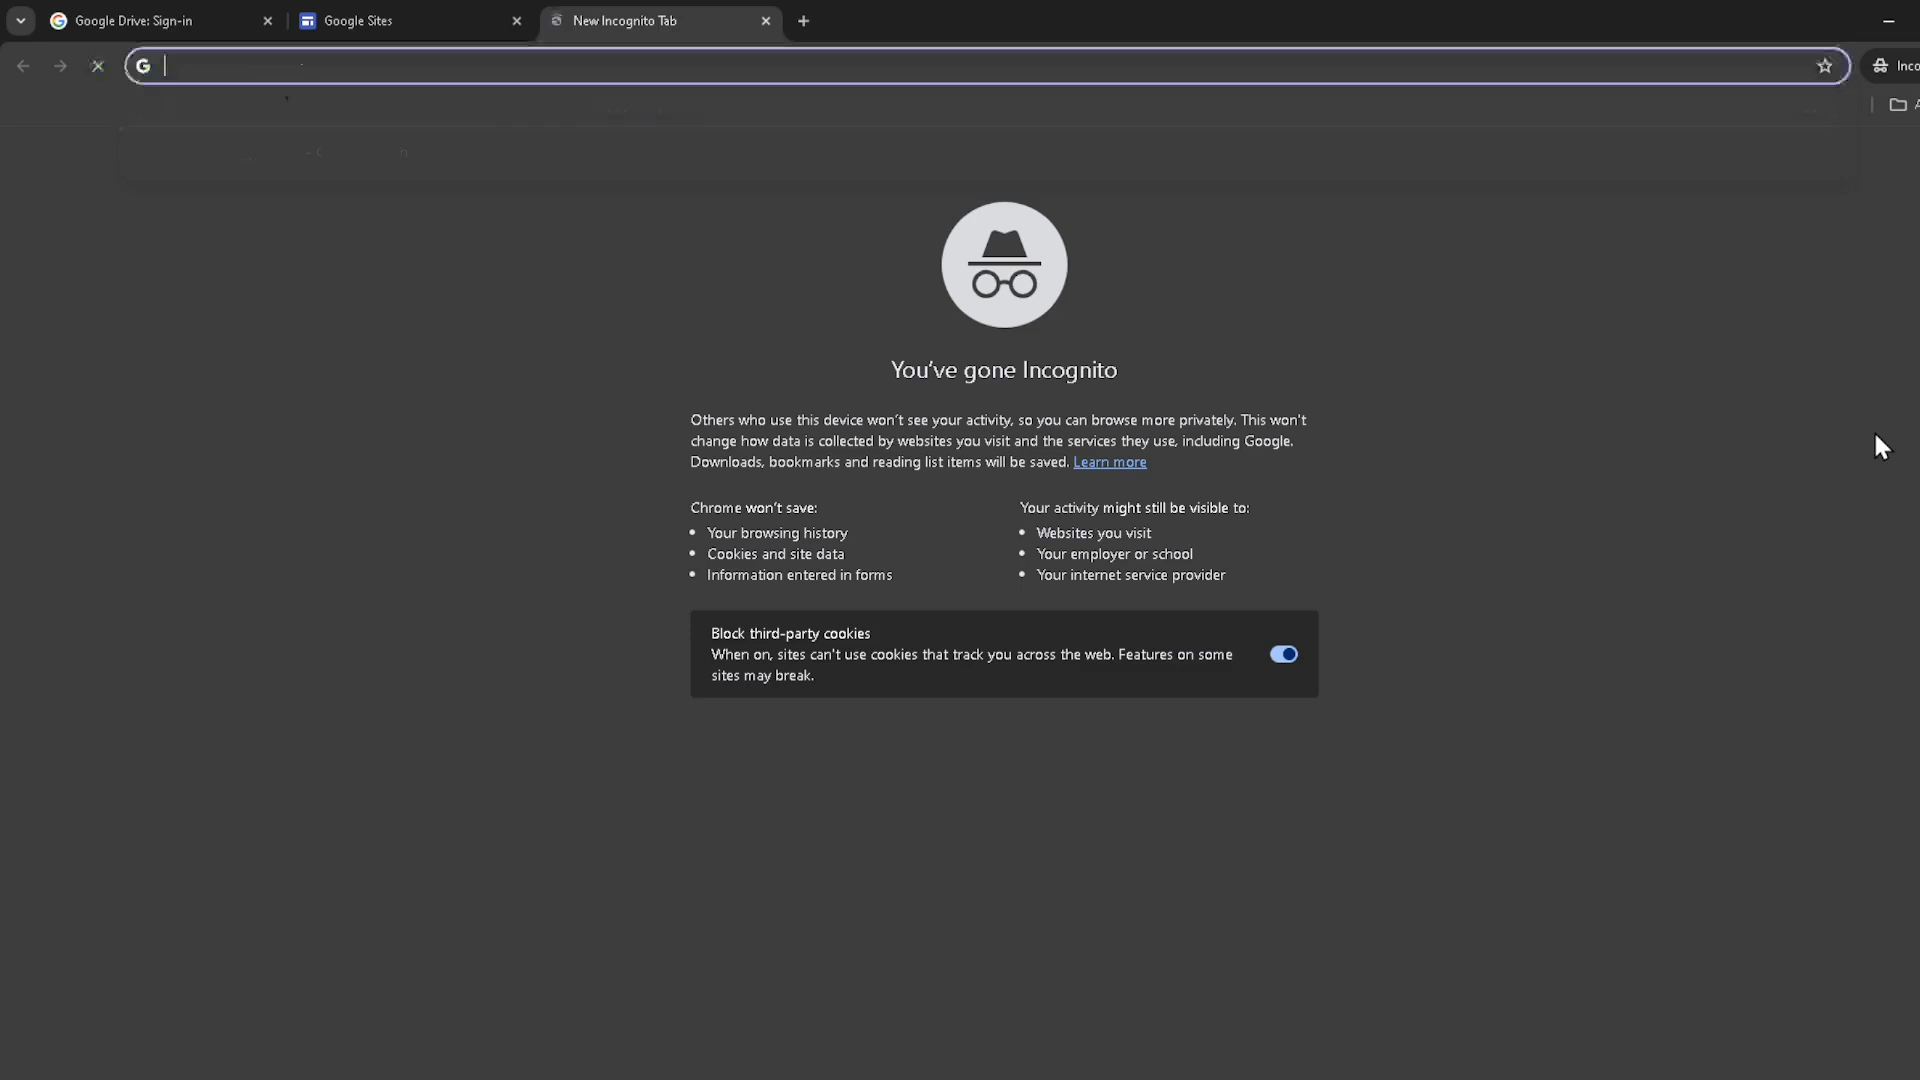 Google Drive: Sign-in
Google Sites
New Incognito Tab
You've gone Incognito
Others who use this device won't see your activity, so you can browse more privately. This won't
change how data is collected by websites you visit and the services they use, including Google.
Downloads, bookmarks and reading list items will be saved. Learn more
Chrome won't save:
Your browsing history
Cookies and site data
Information entered in forms
Your activity might still be visible to:
Websites you visit
Your employer or school
Your internet service provider
Block third-party cookies
When on, sites can't use cookies that track you across the web. Features on some
sites may break.